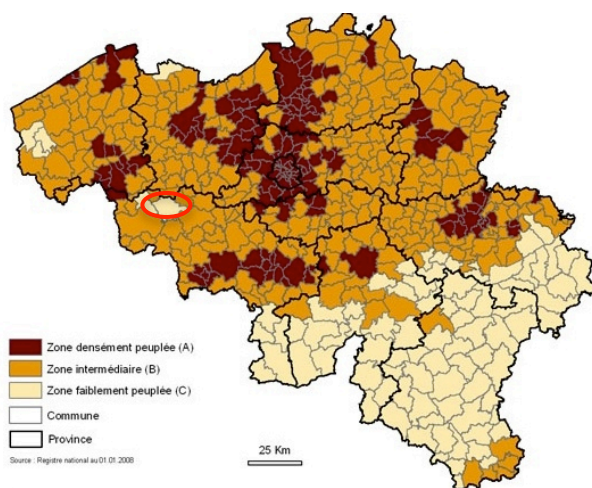 Zone densément peuplée (A)
Zone intermédiaire (B)
Zone faiblement peuplée (C)
Commune
Province
25 Km
Source : Registre national au 01.01.2008